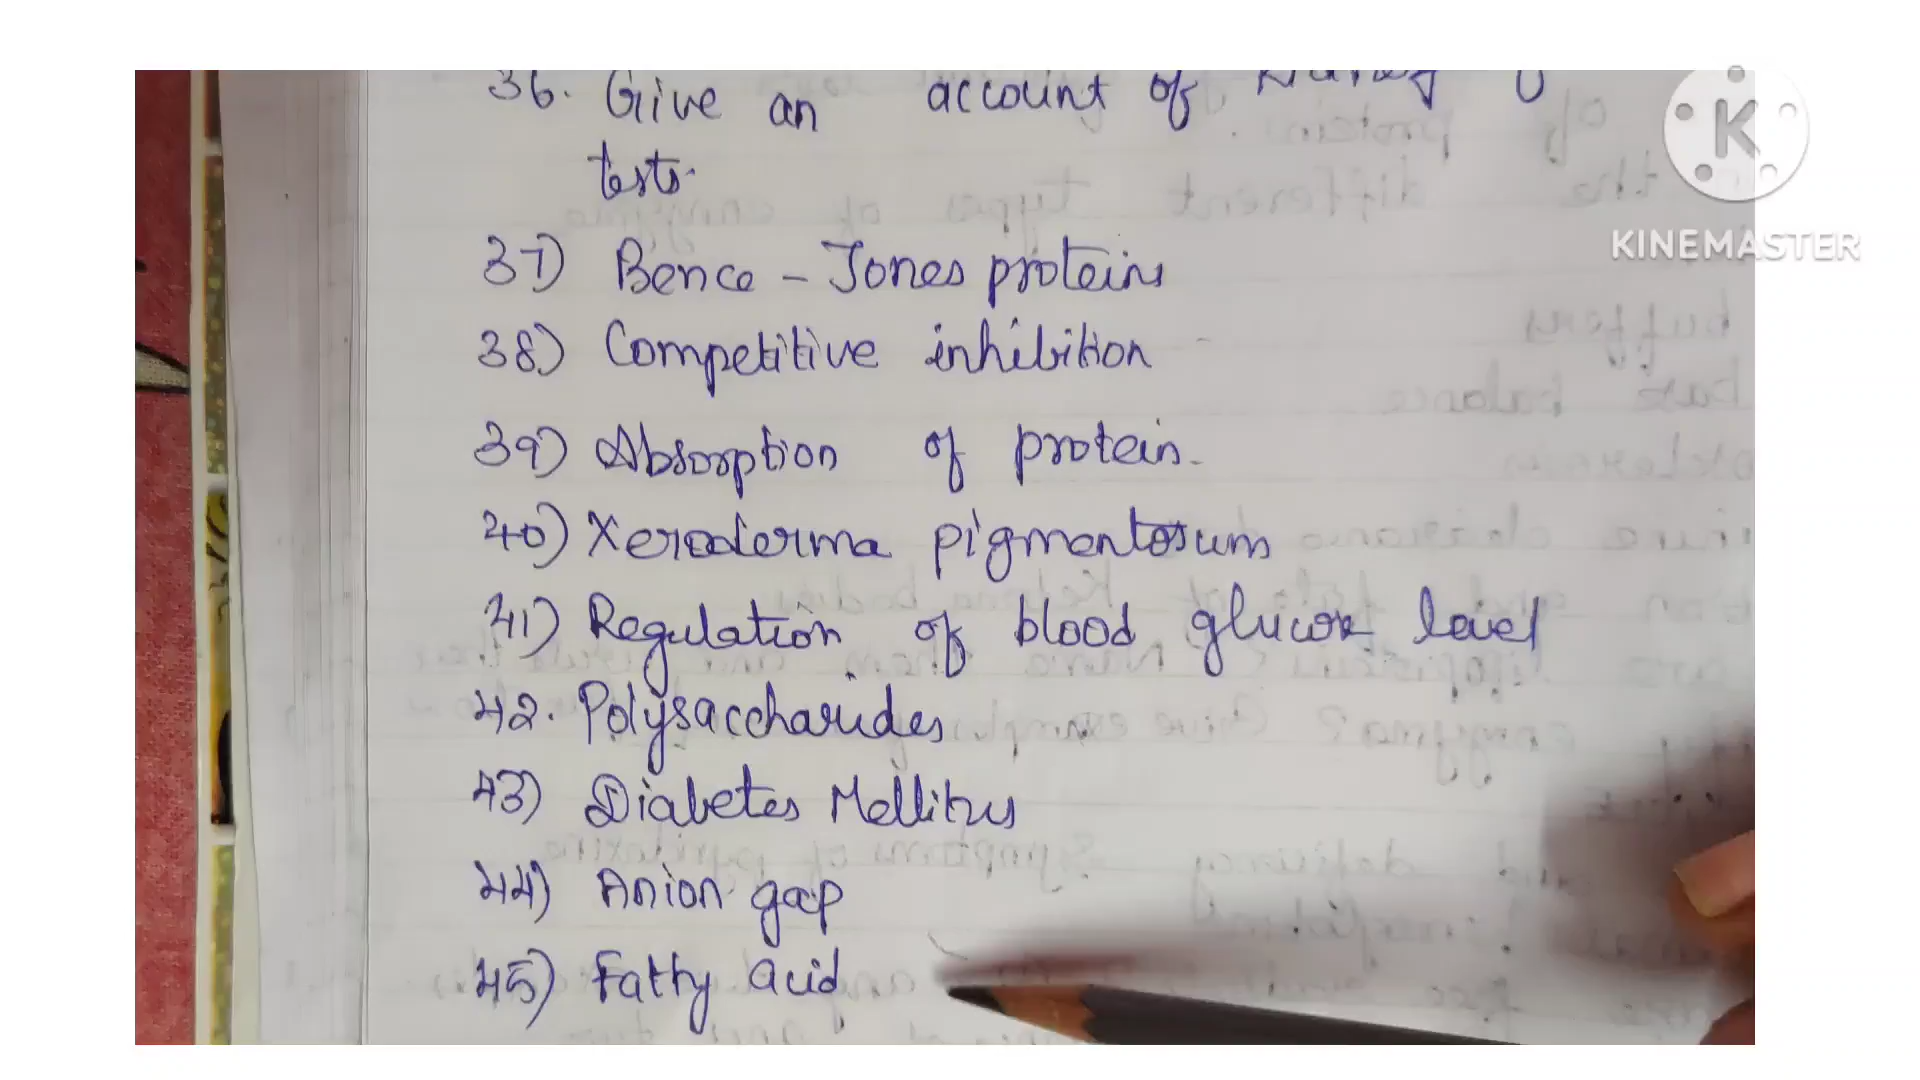 36. Give an account of
tests.
37) Bence - Jones proteins
38) Competitive inhibition
39) Absorption of protein.
40) Xeroderma pigmentosum
41) Regulation of blood glucose level
42. Polysaccharides
43) Diabetes Mellitus
44) Anion gap
45) Fatty acid
K
KINEMASTER